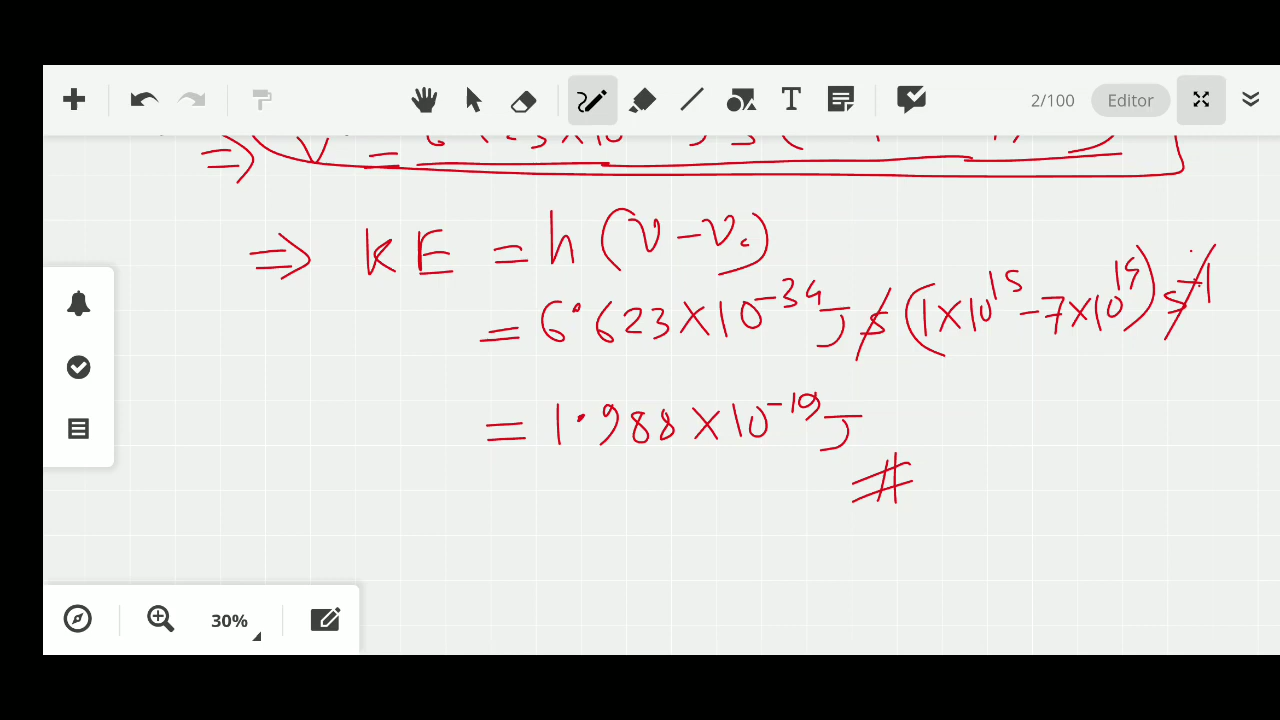 2/100 Editor
⇒ KE = h(ν-ν₀)
= 6.623×10⁻³⁴ J s (1×10¹⁵-7×10¹⁵) s⁻¹
= 1.988×10⁻¹⁹ J
#
30%